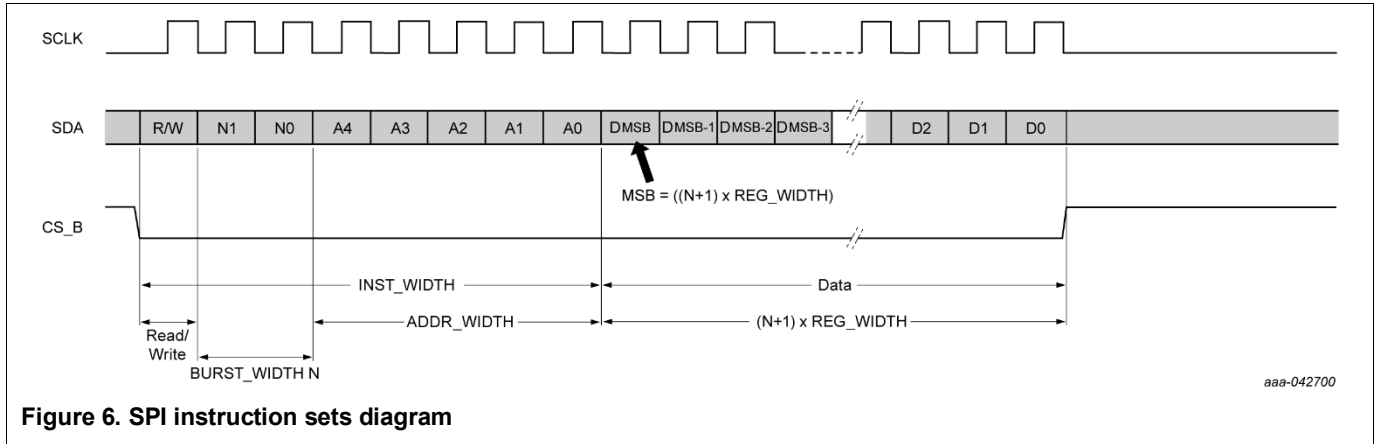 SCLK
SDA R/W N1 N0 A4 A3 A2 A1 A0 DMSB DMSB-1 DMSB-2 DMSB-3 D2 D1 D0
MSB = ((N+1) x REG_WIDTH)
CS_B
INST_WIDTH Data
ADDR_WIDTH (N+1) x REG_WIDTH
Read/
Write
BURST_WIDTH N
aaa-042700
Figure 6. SPI instruction sets diagram